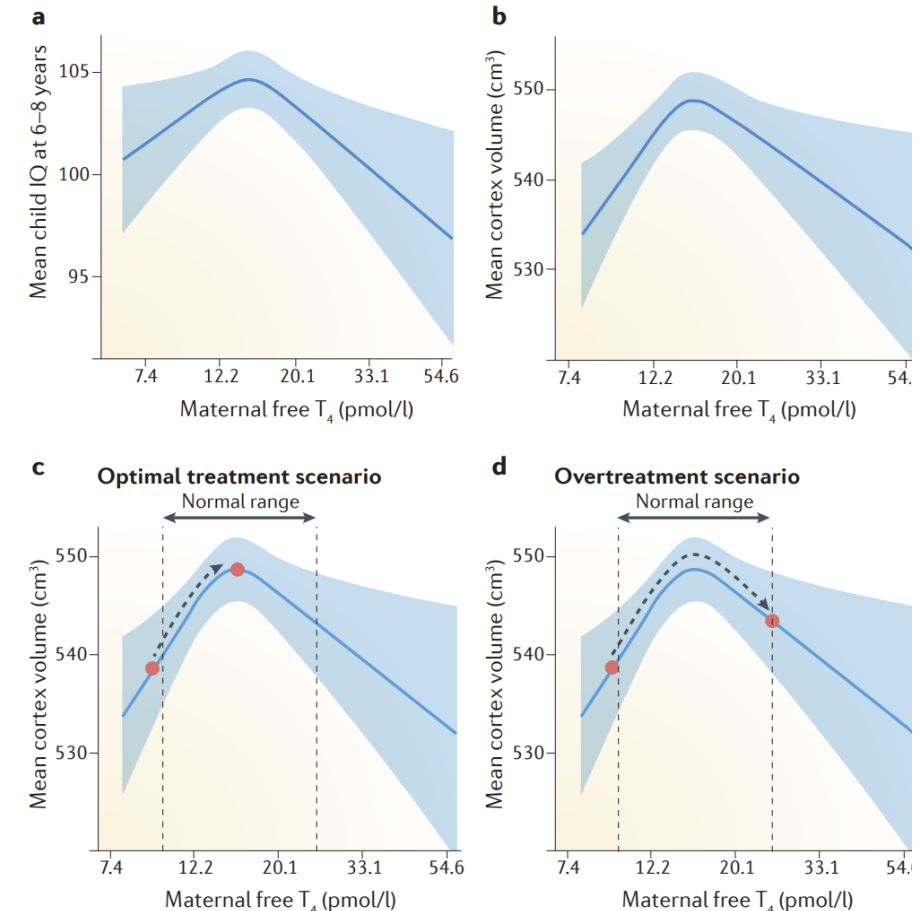 a
Mean child IQ at 6–8 years
105
100
95
7.4 12.2 20.1 33.1 54.6
Maternal free T4 (pmol/l)
b
Mean cortex volume (cm³)
550
540
530
7.4 12.2 20.1 33.1 54.
Maternal free T4 (pmol/l)
c
Optimal treatment scenario
Normal range
Mean cortex volume (cm³)
550
540
530
7.4 12.2 20.1 33.1 54.6
Maternal free T4 (pmol/l)
d
Overtreatment scenario
Normal range
Mean cortex volume (cm³)
550
540
530
7.4 12.2 20.1 33.1 54.6
Maternal free T4 (pmol/l)